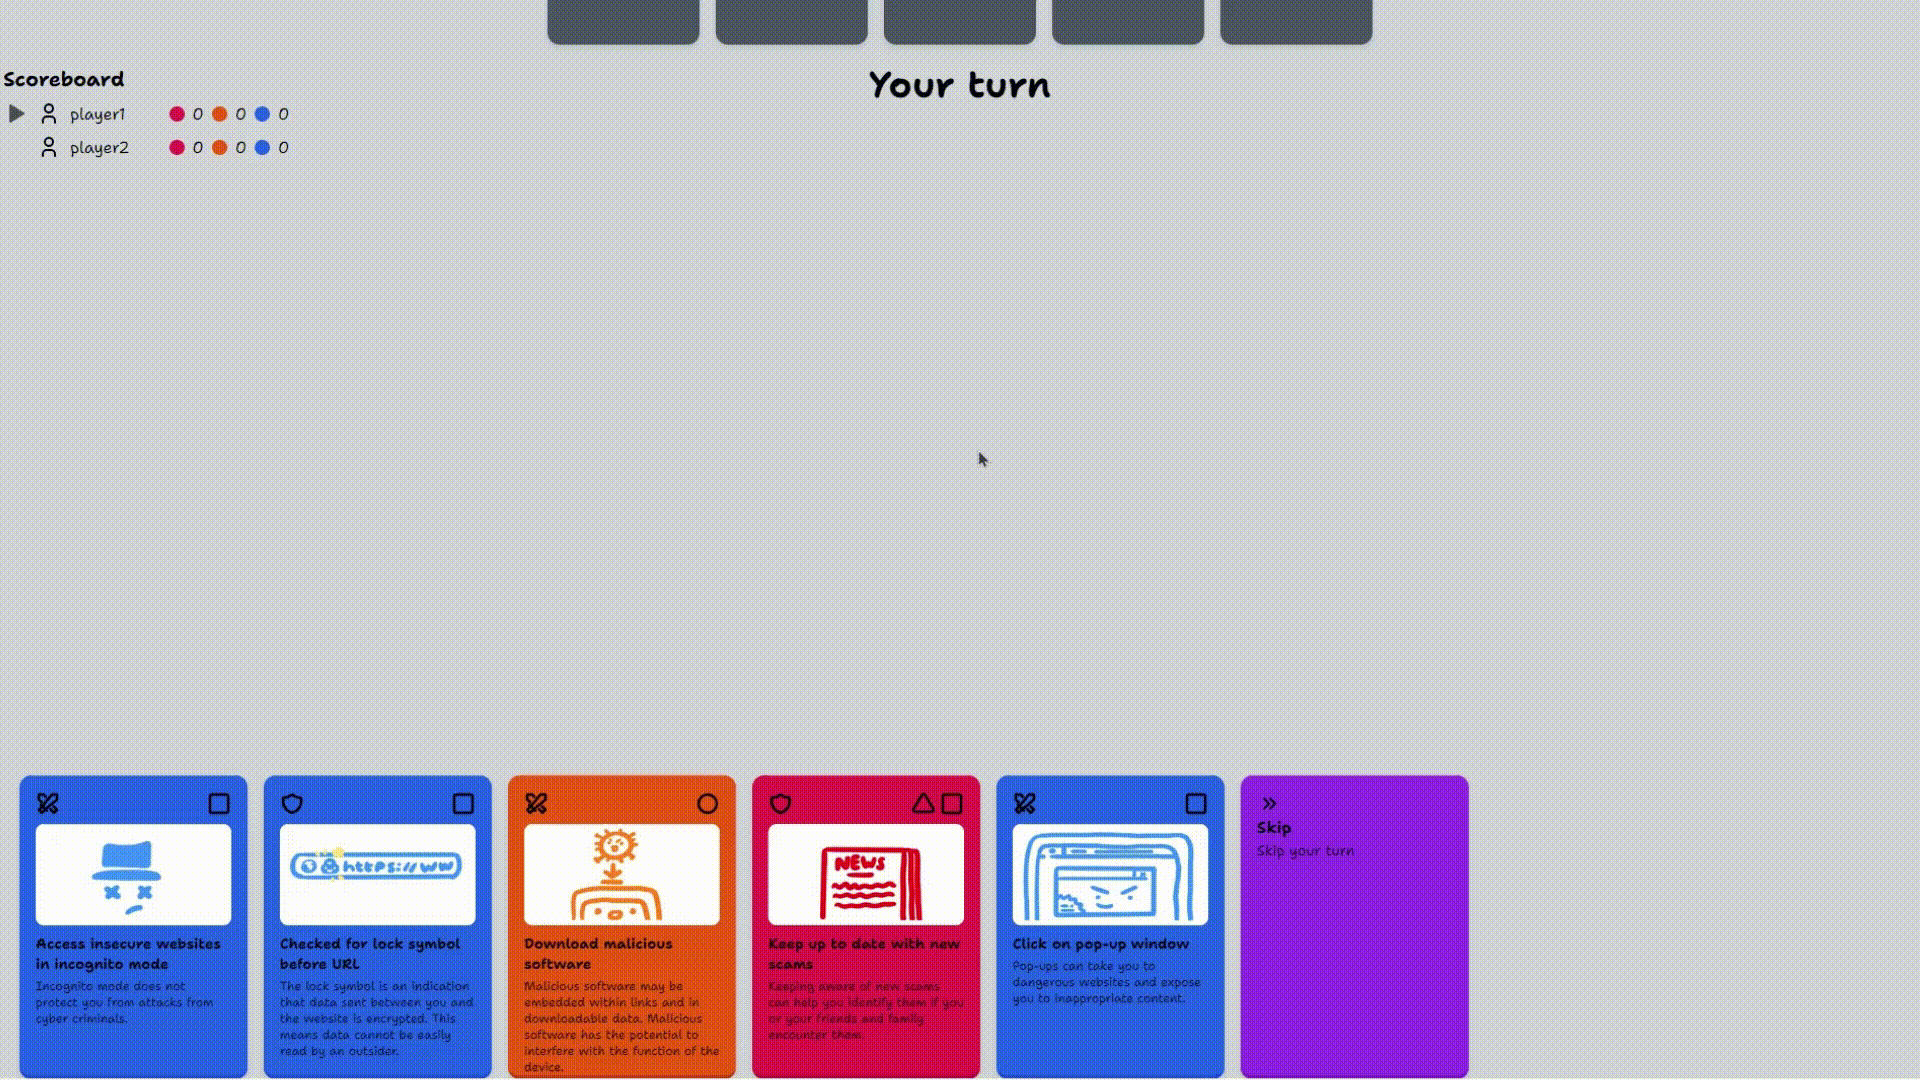 Scoreboard
Your turn
player1 0 0 0
player2 0 0 0
https://ww
Access insecure websites
in incognito mode
Incognito mode does not
protect you from attacks from
cyber criminals.
Checked for lock symbol
before URL
The lock symbol is an indication
that data sent between you and
the website is encrypted. This
means data cannot be easily
read by an outsider.
Download malicious
software
Malicious software may be
embedded within links and in
downloadable data. Malicious
software has the potential to
interfere with the function of the
device.
NEWS
Keep up to date with new
scams
Keeping aware of new scams
can help you identify them if you
or your friends and family
encounter them.
Click on pop-up window
Pop-ups can take you to
dangerous websites and expose
you to inappropriate content.
Skip
Skip your turn